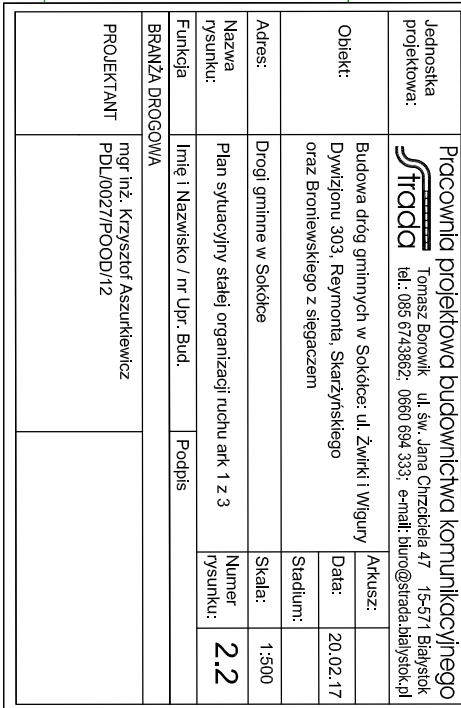 Jednostka
projektowa:
Pracownia projektowa budownictwa komunikacyjnego
Strada
Tomasz Borowik ul. św. Jana Chrzciciela 47 15-571 Białystok
tel.: 085 6743862; 0660 694 333; e-mail: biuro@strada.bialystok.pl
Obiekt:
Budowa dróg gminnych w Sokółce: ul. Żwirki i Wigury
Dywizjonu 303, Reymonta, Skarżyńskiego
oraz Broniewskiego z sięgaczem
Arkusz:
Data: 20.02.17
Stadium:
Adres: Drogi gminne w Sokółce
Skala: 1:500
Nazwa
rysunku:
Plan sytuacyjny stałej organizacji ruchu ark 1 z 3
Numer
rysunku:
2.2
Funkcja Imię i Nazwisko / nr Upr. Bud. Podpis
BRANŻA DROGOWA
PROJEKTANT
mgr inż. Krzysztof Aszurkiewicz
PDL/0027/POOD/12